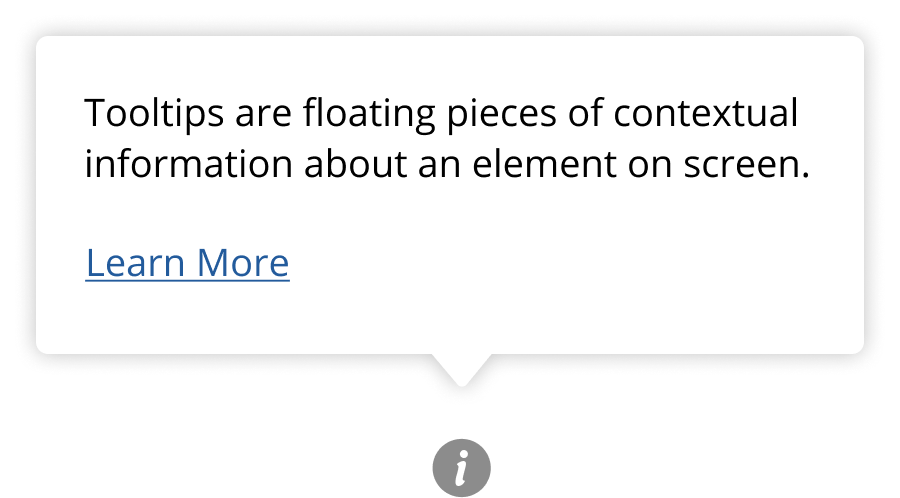 Tooltips are floating pieces of contextual
information about an element on screen.
Learn More
i